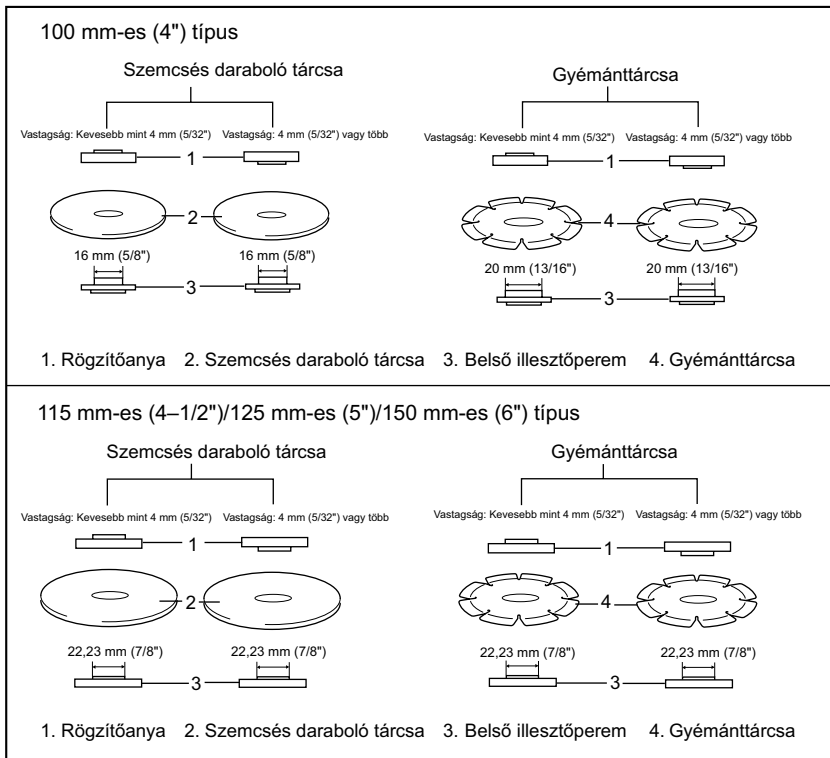 100 mm-es (4") típus
Szemcsés daraboló tárcsa
Gyémánttárcsa
Vastagság: Kevesebb mint 4 mm (5/32") Vastagság: 4 mm (5/32") vagy több
Vastagság: Kevesebb mint 4 mm (5/32") Vastagság: 4 mm (5/32") vagy több
1
1
2
4
16 mm (5/8") 16 mm (5/8")
20 mm (13/16") 20 mm (13/16")
3
3
1. Rögzítőanya 2. Szemcsés daraboló tárcsa 3. Belső illesztőperem 4. Gyémánttárcsa
115 mm-es (4–1/2")/125 mm-es (5")/150 mm-es (6") típus
Szemcsés daraboló tárcsa
Gyémánttárcsa
Vastagság: Kevesebb mint 4 mm (5/32") Vastagság: 4 mm (5/32") vagy több
Vastagság: Kevesebb mint 4 mm (5/32") Vastagság: 4 mm (5/32") vagy több
1
1
2
4
22,23 mm (7/8") 22,23 mm (7/8")
22,23 mm (7/8") 22,23 mm (7/8")
3
3
1. Rögzítőanya 2. Szemcsés daraboló tárcsa 3. Belső illesztőperem 4. Gyémánttárcsa